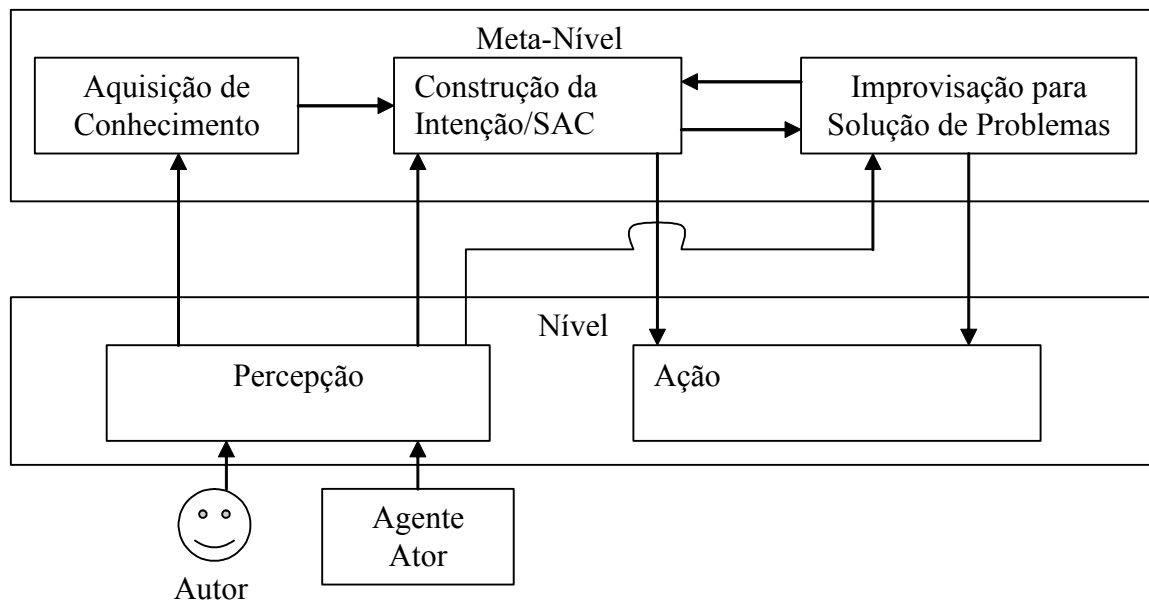 Meta-Nível
Aquisição de
Conhecimento
Construção da
Intenção/SAC
Improvisação para
Solução de Problemas
Nível
Percepção
Ação
Agente
Ator
Autor